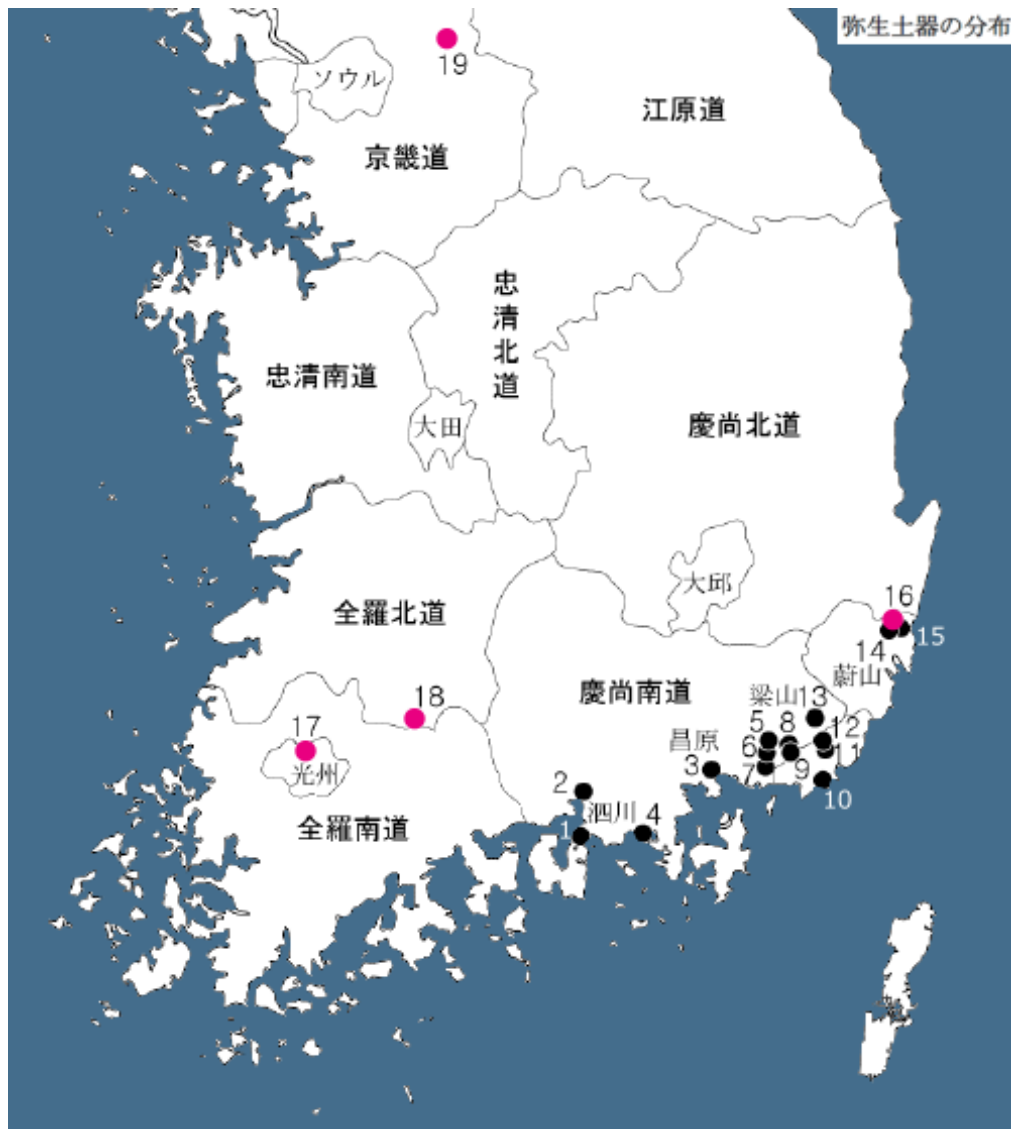 弥生土器の分布
19
ソウル
江原道
京畿道
忠清北道
忠清南道
大田
慶尚北道
大邱
16
15
14
蔚山
全羅北道
慶尚南道
梁山
13
18
17
光州
昌原
5
8
12
6
3
7
9
11
10
2
泗川
4
1
全羅南道